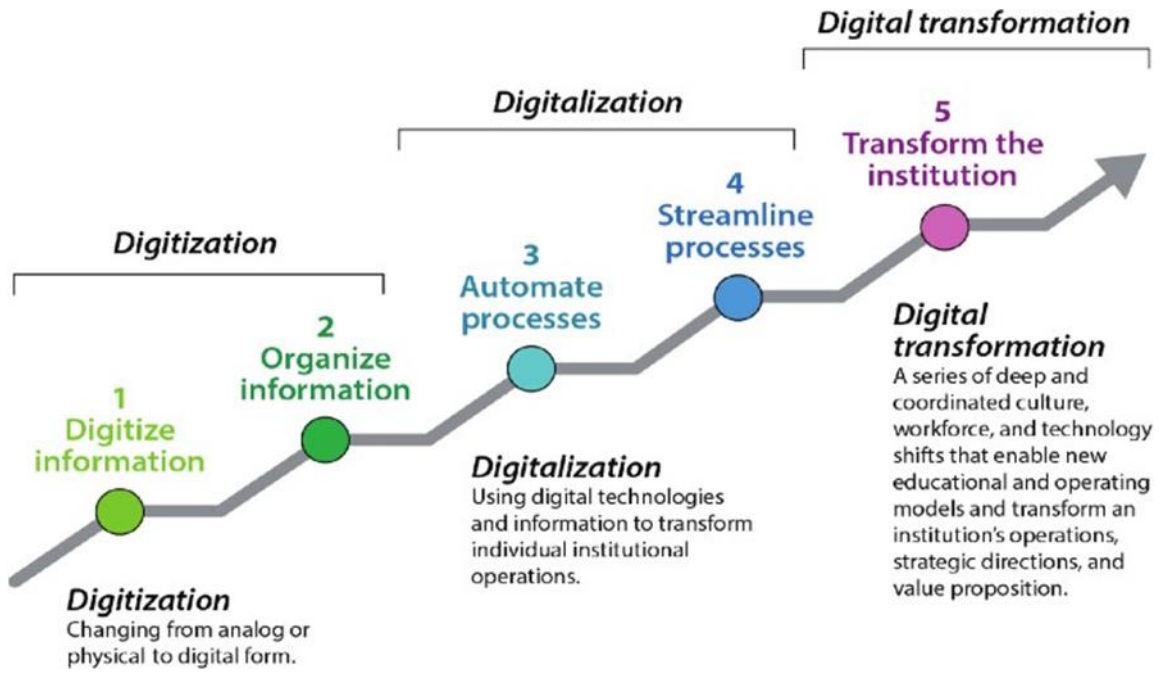 Digital transformation
Digitalization
Digitization
1
Digitize
information
2
Organize
information
3
Automate
processes
4
Streamline
processes
5
Transform the
institution
Digitization
Changing from analog or
physical to digital form.
Digitalization
Using digital technologies
and information to transform
individual institutional
operations.
Digital
transformation
A series of deep and
coordinated culture,
workforce, and technology
shifts that enable new
educational and operating
models and transform an
institution's operations,
strategic directions, and
value proposition.